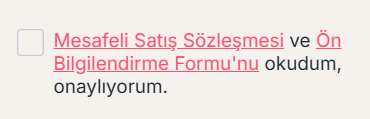 Mesafeli Satış Sözleşmesi ve Ön
Bilgilendirme Formu'nu okudum,
onaylıyorum.